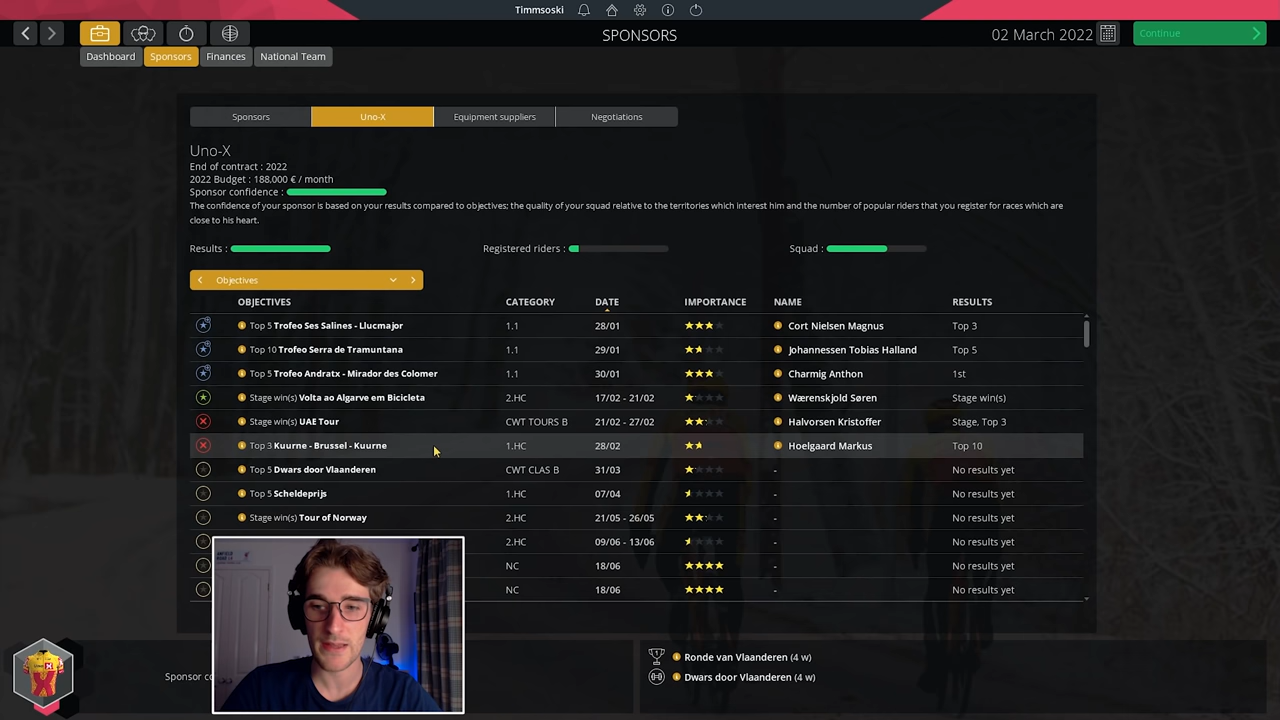 Timmsoski
SPONSORS
02 March 2022
Continue
Dashboard
Sponsors
Finances
National Team
Sponsors
Uno-X
Equipment suppliers
Negotiations
Uno-X
End of contract : 2022
2022 Budget : 188,000 € / month
Sponsor confidence :
The confidence of your sponsor is based on your results compared to objectives; the quality of your squad relative to the territories which interest him and the number of popular riders that you register for races which are
close to his heart.
Results :
Registered riders :
Squad :
Objectives
OBJECTIVES CATEGORY DATE IMPORTANCE NAME RESULTS
Top 5 Trofeo Ses Salines - Llucmajor 1.1 28/01 Cort Nielsen Magnus Top 3
Top 10 Trofeo Serra de Tramuntana 1.1 29/01 Johannessen Tobias Halland Top 5
Top 5 Trofeo Andratx - Mirador des Colomer 1.1 30/01 Charmig Anthon 1st
Stage win(s) Volta ao Algarve em Bicicleta 2.HC 17/02 - 21/02 Wærenskjold Søren Stage win(s)
Stage win(s) UAE Tour CWT TOURS B 21/02 - 27/02 Halvorsen Kristoffer Stage, Top 3
Top 3 Kuurne - Brussel - Kuurne 1.HC 28/02 Hoelgaard Markus Top 10
Top 5 Dwars door Vlaanderen CWT CLAS B 31/03 - No results yet
Top 5 Scheldeprijs 1.HC 07/04 - No results yet
Stage win(s) Tour of Norway 2.HC 21/05 - 26/05 - No results yet
2.HC 09/06 - 13/06 - No results yet
NC 18/06 - No results yet
NC 18/06 - No results yet
Sponsor
Ronde van Vlaanderen (4 w)
Dwars door Vlaanderen (4 w)